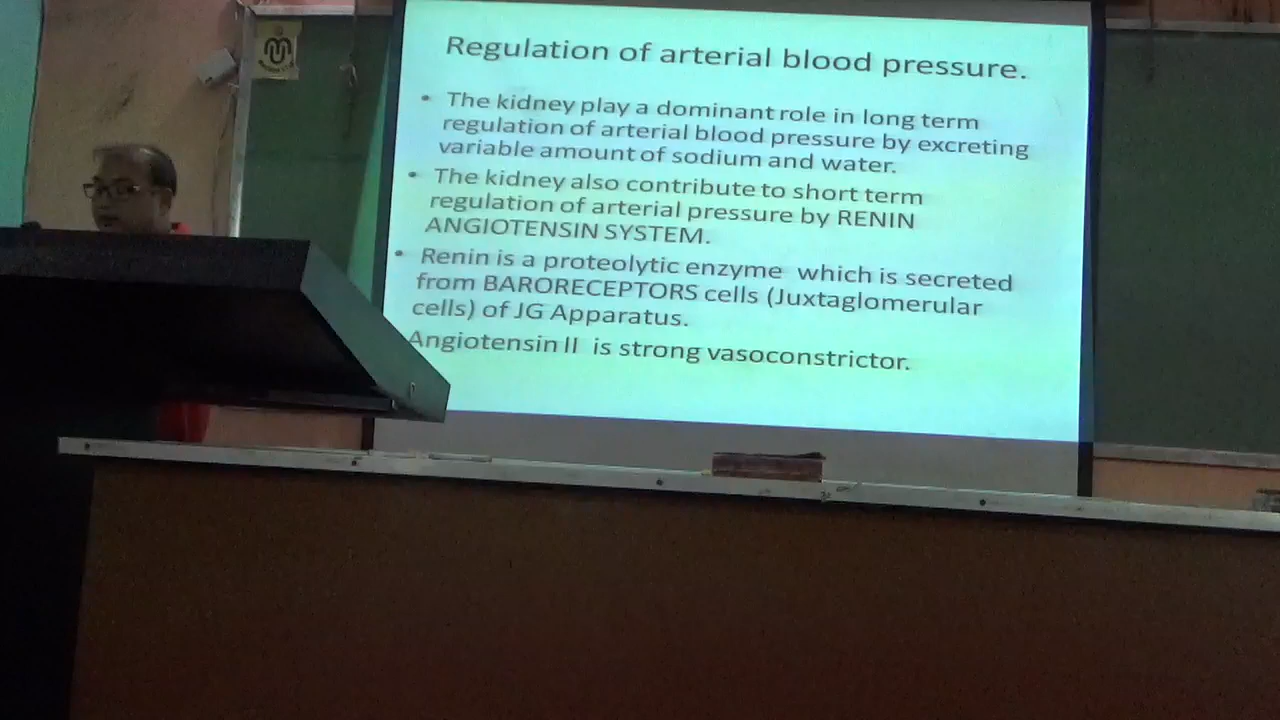 Regulation of arterial blood pressure.
• The kidney play a dominant role in long term
regulation of arterial blood pressure by excreting
variable amount of sodium and water.
• The kidney also contribute to short term
regulation of arterial pressure by RENIN
ANGIOTENSIN SYSTEM.
• Renin is a proteolytic enzyme which is secreted
from BARORECEPTORS cells (Juxtaglomerular
cells) of JG Apparatus.
Angiotensin II is strong vasoconstrictor.